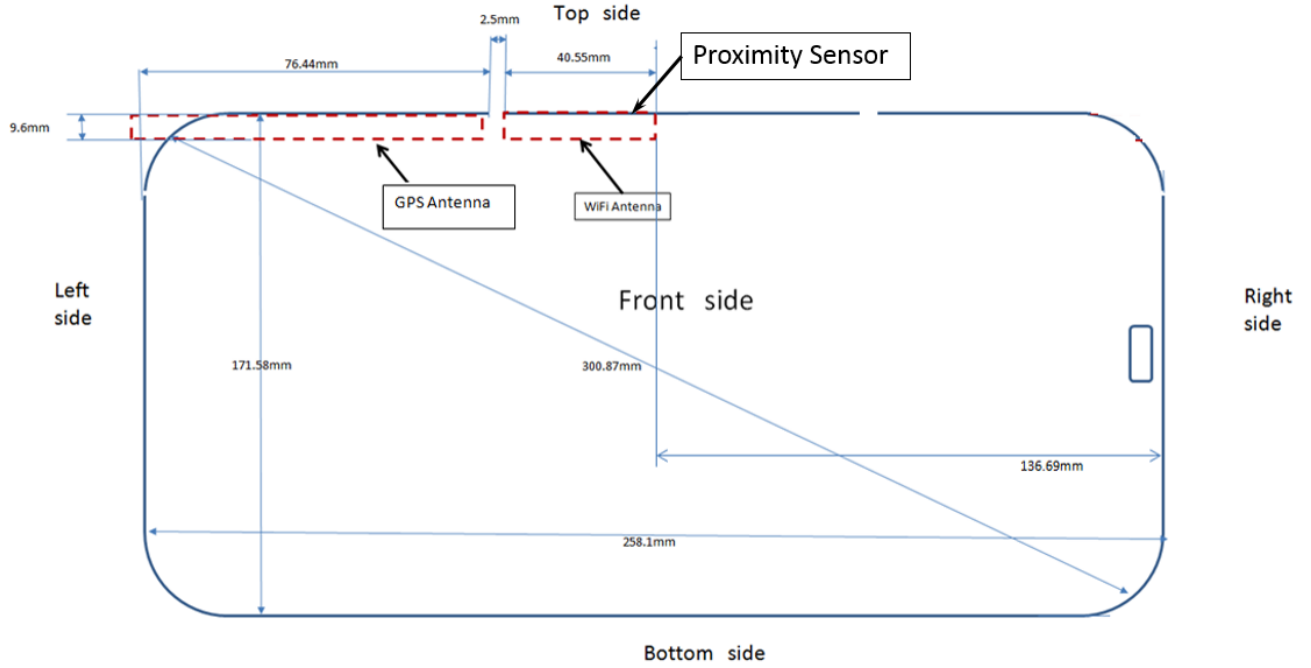 Top side
2.5mm
76.44mm
40.55mm
Proximity Sensor
9.6mm
GPS Antenna
WiFi Antenna
Left
side
Front side
Right
side
171.58mm
300.87mm
136.69mm
258.1mm
Bottom side